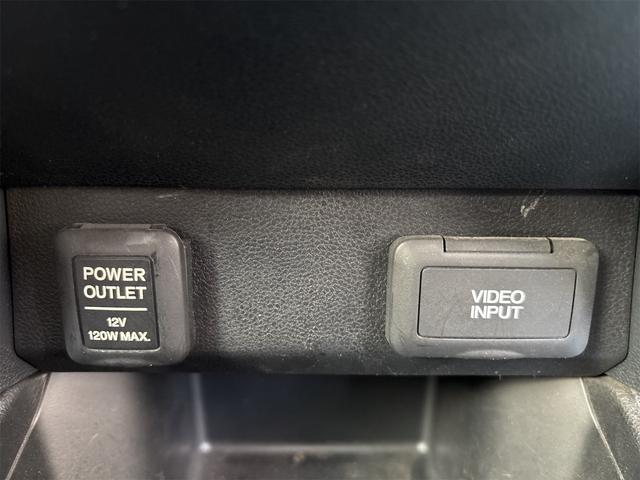 POWER
OUTLET
12V
120W MAX.
VIDEO
INPUT